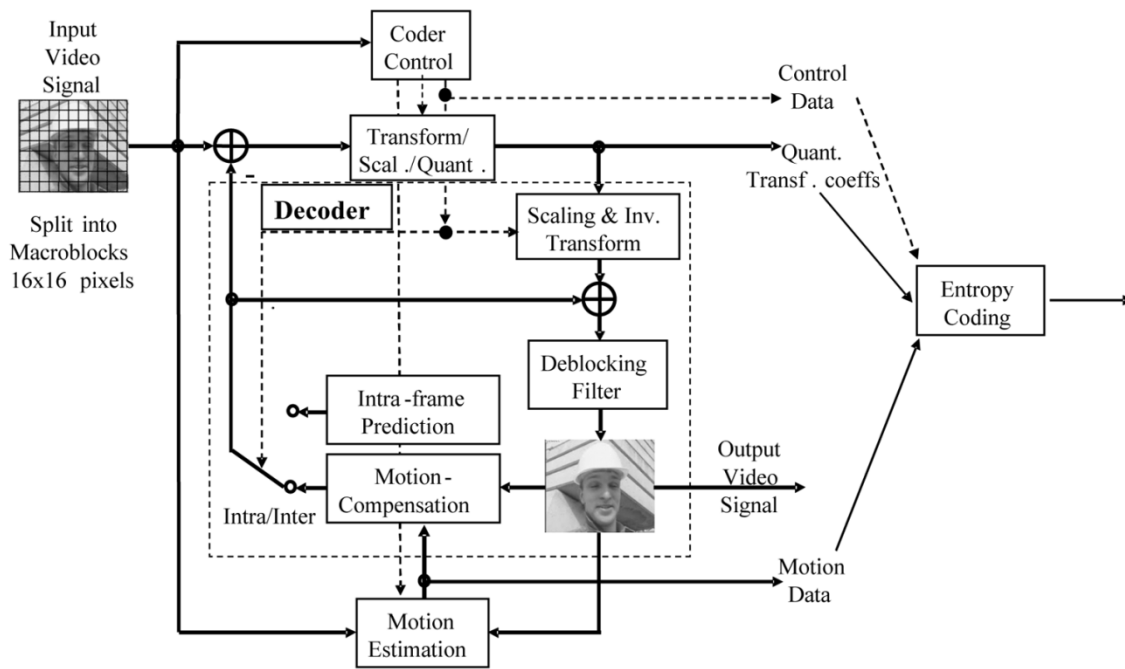 Input
Video
Signal
Coder
Control
Control
Data
Transform/
Scal./Quant.
Quant.
Transf. coeffs
-
Decoder
Split into
Macroblocks
16x16 pixels
Scaling & Inv.
Transform
Entropy
Coding
Deblocking
Filter
Intra-frame
Prediction
Output
Video
Signal
Motion-
Compensation
Intra/Inter
Motion
Data
Motion
Estimation